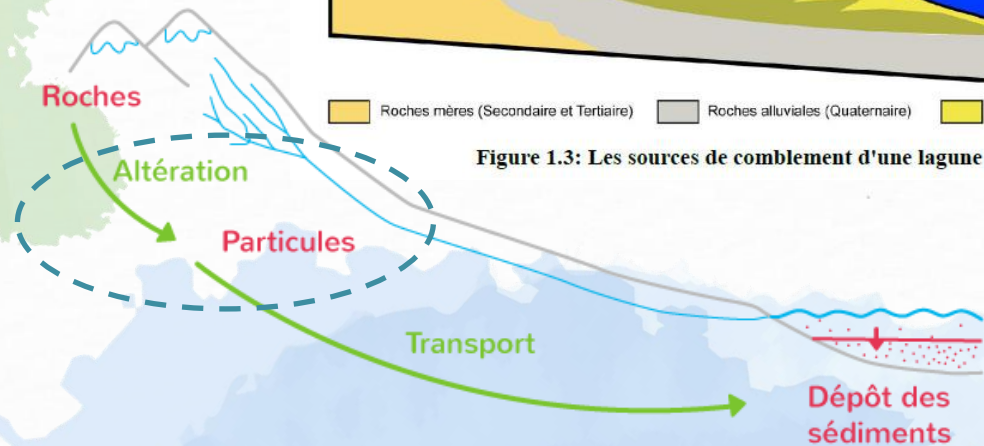 Roches mères (Secondaire et Tertiaire)
Roches alluviales (Quaternaire)
Figure 1.3: Les sources de comblement d'une lagune
Roches
Altération
Particules
Transport
Dépôt des
sédiments